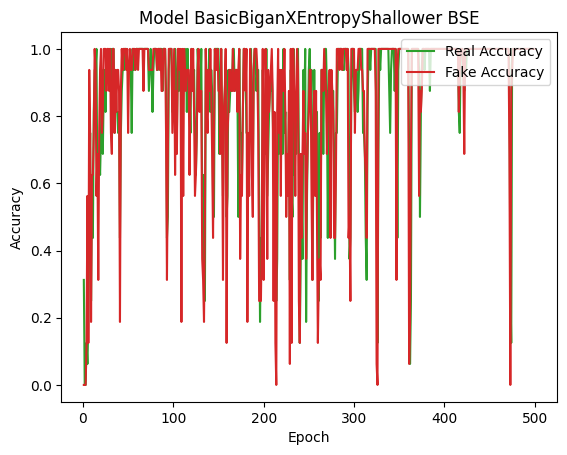 Model BasicBiganXEntropyShallower BSE
Real Accuracy
Fake Accuracy
1.0
0.8
0.6
0.4
0.2
0.0
Accuracy
0
100
200
300
400
500
Epoch